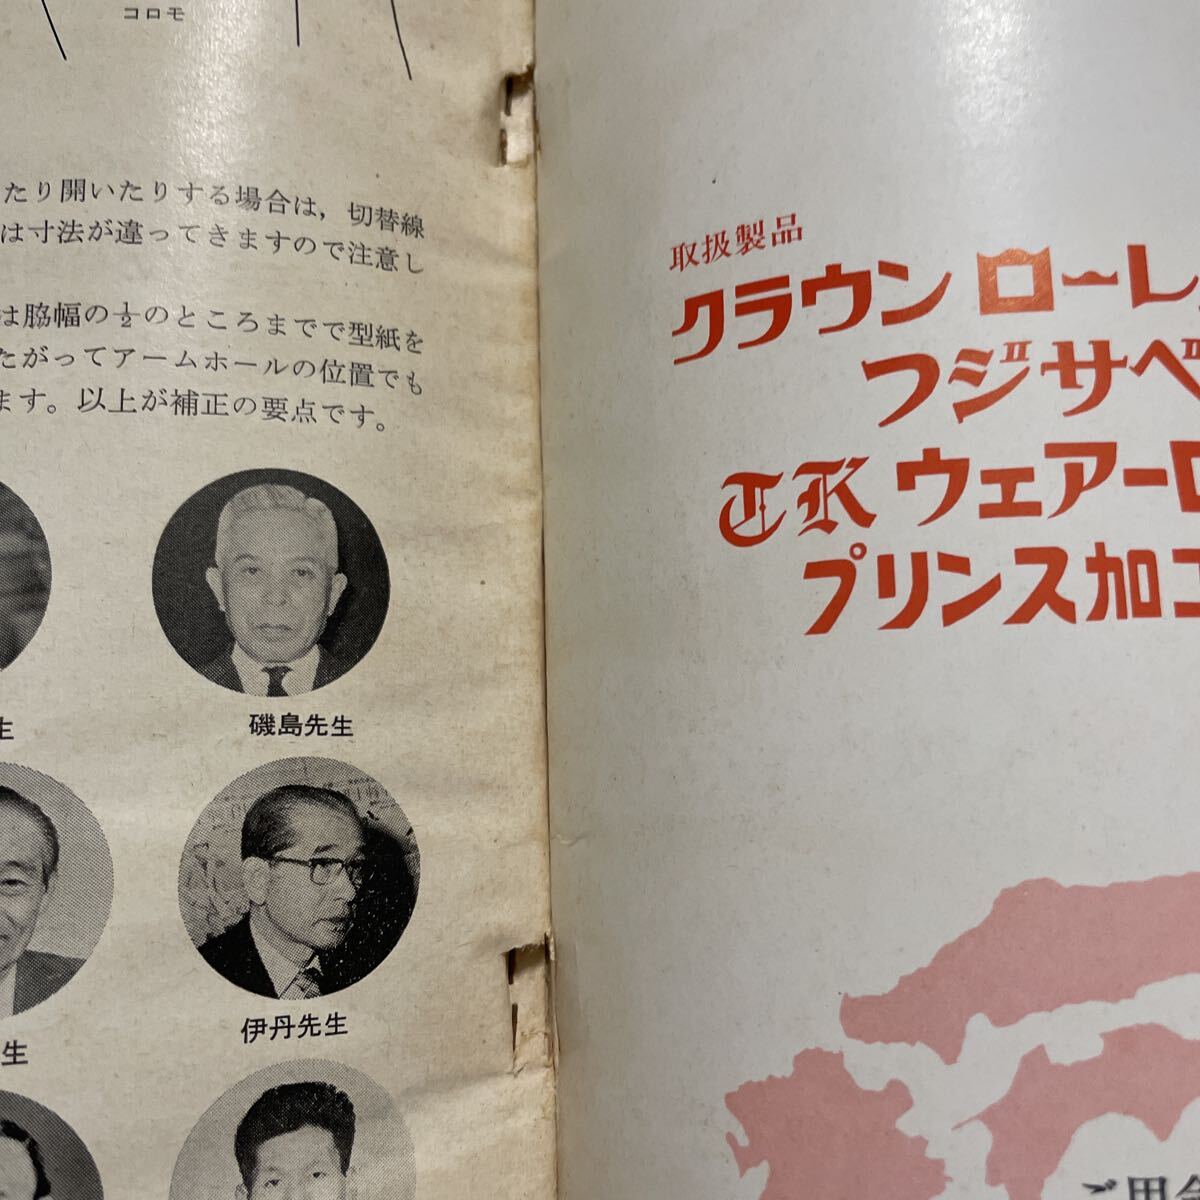 コロモ
たり開いたりする場合は，切替線
は寸法が違ってきますので注意し
は脇幅の½のところまでで型紙を
たがってアームホールの位置でも
ます。以上が補正の要点です。
磯島先生
生
伊丹先生
生
取扱製品
クラウン ローレ
フジサベ
TK ウェアーロ
プリンス加工